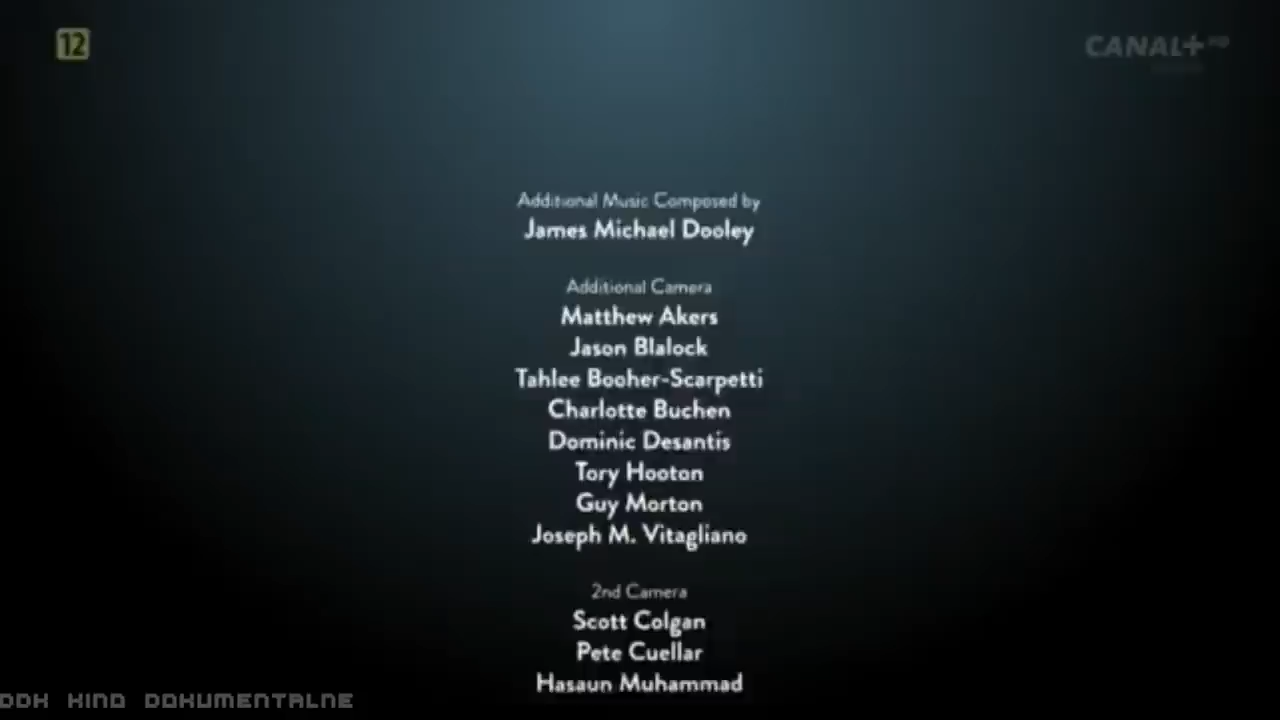 12
CANAL+ HD
Additional Music Composed by
James Michael Dooley
Additional Camera
Matthew Akers
Jason Blalock
Tahlee Booher-Scarpetti
Charlotte Buchen
Dominic Desantis
Tory Hooton
Guy Morton
Joseph M. Vitagliano
2nd Camera
Scott Colgan
Pete Cuellar
Hasaun Muhammad
DOK KINO DOKUMENTALNE